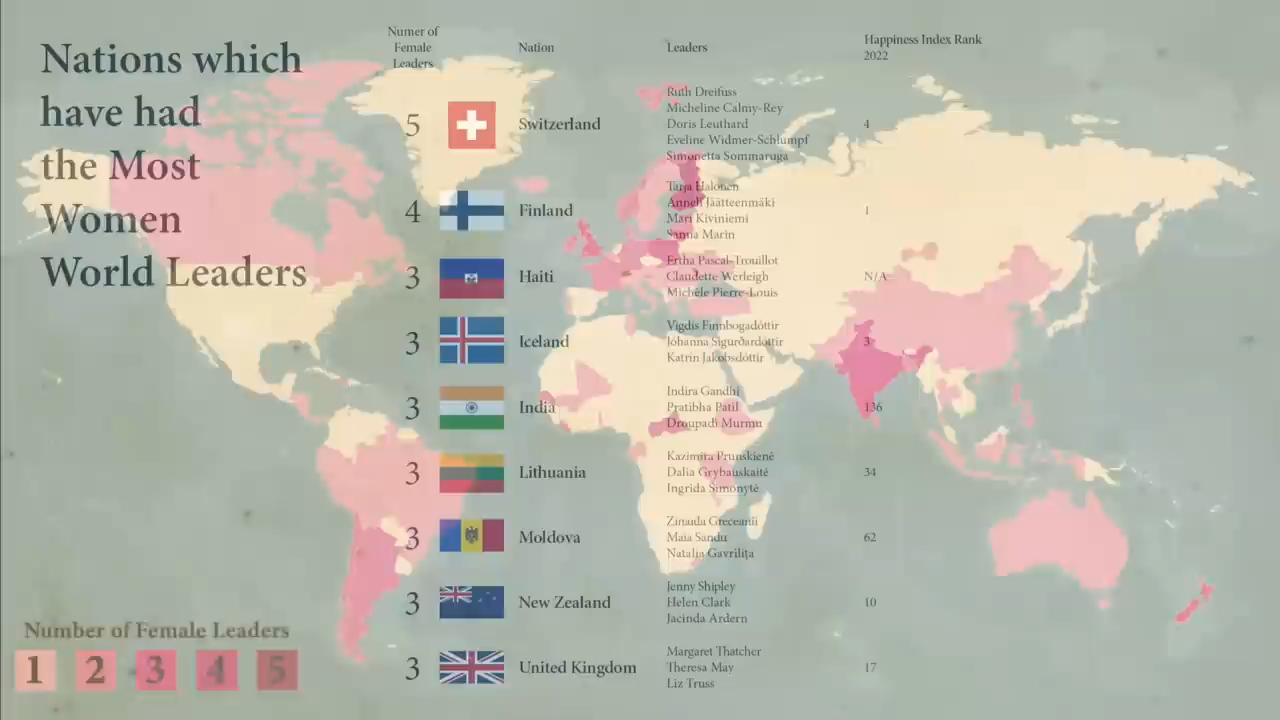 Nations which
have had
the Most
Women
World Leaders
Numer of
Female
Leaders
Nation
Leaders
Happiness Index Rank
2022
5
Switzerland
Ruth Dreifuss
Micheline Calmy-Rey
Doris Leuthard
Eveline Widmer-Schlumpf
Simonetta Sommaruga
4
4
Finland
Tarja Halonen
Anneli Jäätteenmäki
Mari Kiviniemi
Sanna Marin
1
3
Haiti
Ertha Pascal-Trouillot
Claudette Werleigh
Michèle Pierre-Louis
N/A
3
Iceland
Vigdís Finnbogadóttir
Jóhanna Sigurðardóttir
Katrín Jakobsdóttir
3
3
India
Indira Gandhi
Pratibha Patil
Droupadi Murmu
136
3
Lithuania
Kazimira Prunskienė
Dalia Grybauskaitė
Ingrida Šimonytė
34
3
Moldova
Zinaida Greceanîi
Maia Sandu
Natalia Gavrilița
62
3
New Zealand
Jenny Shipley
Helen Clark
Jacinda Ardern
10
3
United Kingdom
Margaret Thatcher
Theresa May
Liz Truss
17
Number of Female Leaders
1 2 3 4 5